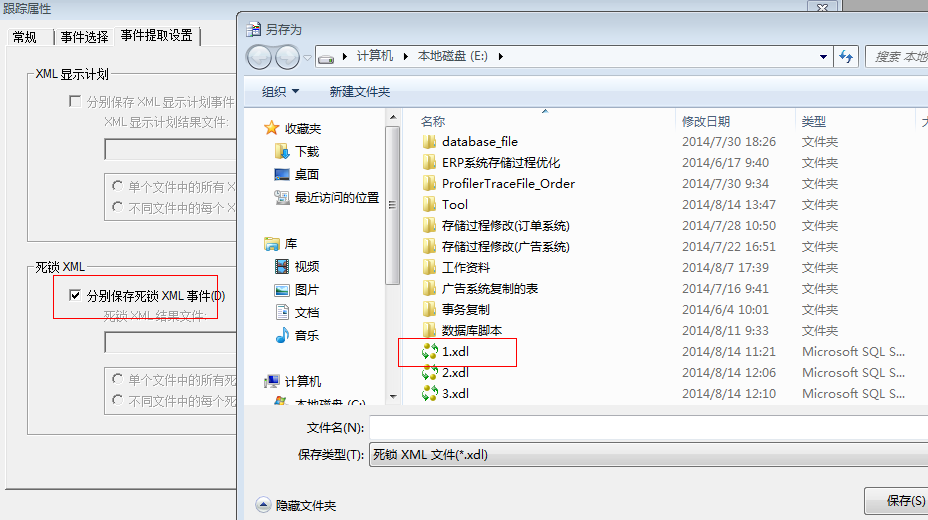 跟踪属性
常规
事件选择
事件提取设置
XML 显示计划
分别保存 XML 显示计划事件
XML 显示计划结果文件:
单个文件中的所有 X
不同文件中的每个 X
死锁 XML
分别保存死锁 XML 事件(D)
死锁 XML 结果文件:
单个文件中的所有死
不同文件中的每个死
另存为
计算机
本地磁盘 (E:)
搜索 本地
组织
新建文件夹
收藏夹
下载
桌面
最近访问的位置
库
视频
图片
文档
音乐
计算机
本地磁盘 (C:)
名称 修改日期 类型
database_file 2014/7/30 18:26 文件夹
ERP系统存储过程优化 2014/6/17 9:40 文件夹
ProfilerTraceFile_Order 2014/7/30 9:34 文件夹
Tool 2014/8/14 13:47 文件夹
存储过程修改(订单系统) 2014/7/28 10:50 文件夹
存储过程修改(广告系统) 2014/7/22 16:51 文件夹
工作资料 2014/8/7 17:39 文件夹
广告系统复制的表 2014/7/16 9:41 文件夹
事务复制 2014/6/4 10:01 文件夹
数据库脚本 2014/8/11 9:33 文件夹
1.xdl 2014/8/14 11:21 Microsoft SQL S...
2.xdl 2014/8/14 12:06 Microsoft SQL S...
3.xdl 2014/8/14 12:10 Microsoft SQL S...
文件名(N):
保存类型(T): 死锁 XML 文件(*.xdl)
隐藏文件夹
保存(S)